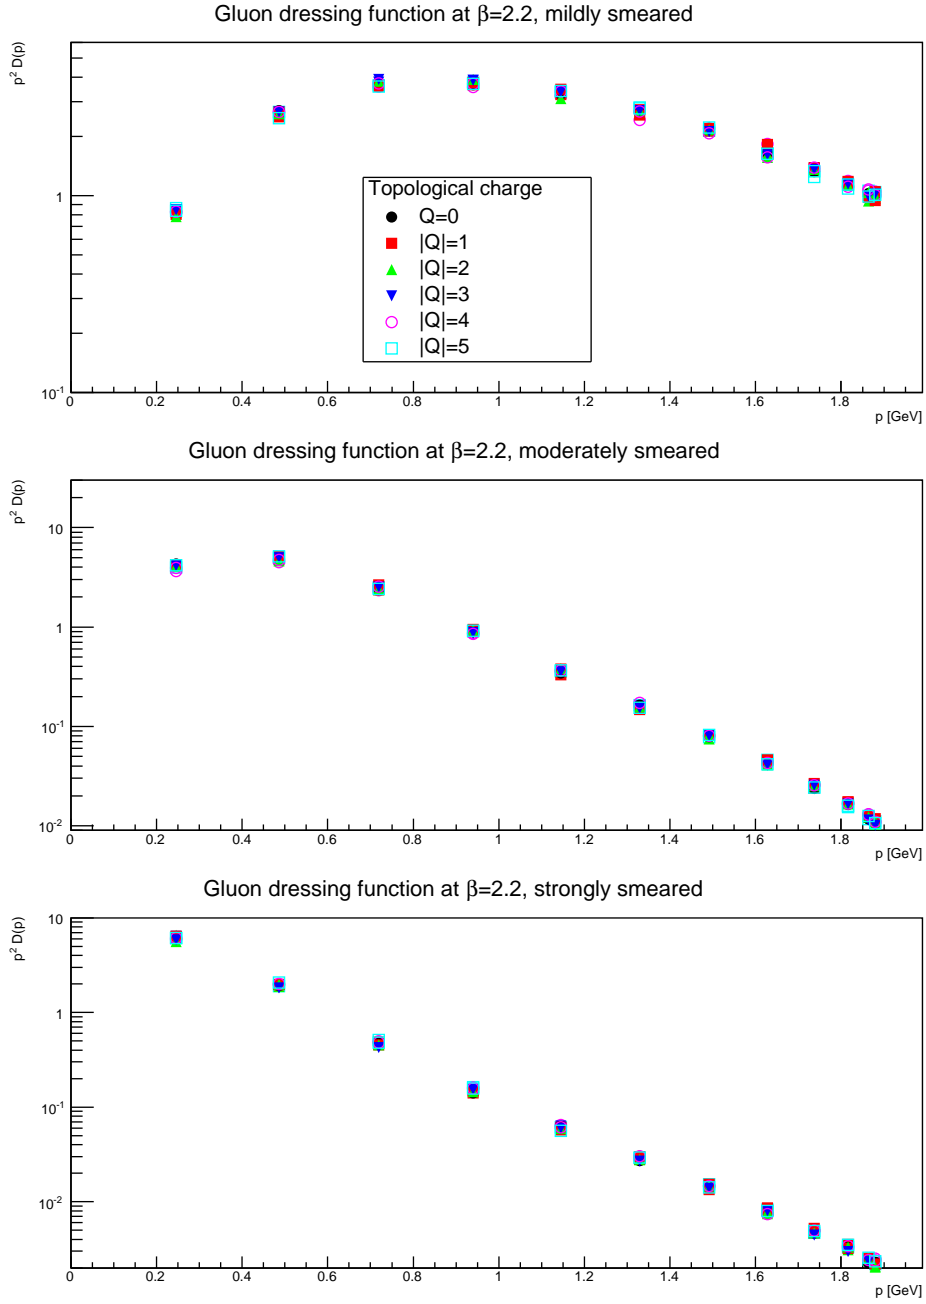 Gluon dressing function at β=2.2, mildly smeared
p² D(p)
1
10⁻¹
Topological charge
Q=0
|Q|=1
|Q|=2
|Q|=3
|Q|=4
|Q|=5
0 0.2 0.4 0.6 0.8 1 1.2 1.4 1.6 1.8
p [GeV]
Gluon dressing function at β=2.2, moderately smeared
p² D(p)
10
1
10⁻¹
10⁻²
0 0.2 0.4 0.6 0.8 1 1.2 1.4 1.6 1.8
p [GeV]
Gluon dressing function at β=2.2, strongly smeared
p² D(p)
10
1
10⁻¹
10⁻²
0 0.2 0.4 0.6 0.8 1 1.2 1.4 1.6 1.8
p [GeV]